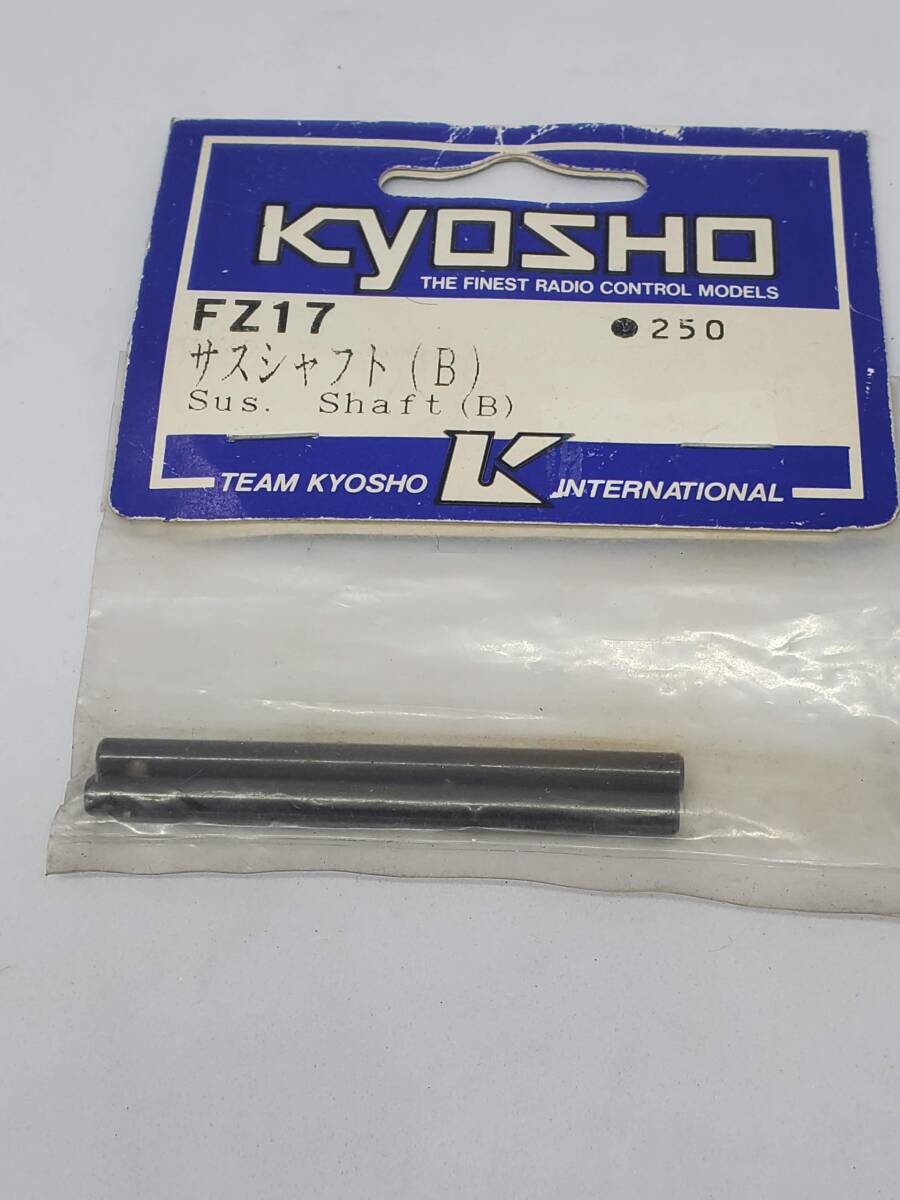 KYOSHO
THE FINEST RADIO CONTROL MODELS
FZ17 ●250
サスシャフト(B)
Sus. Shaft(B)
TEAM KYOSHO K INTERNATIONAL